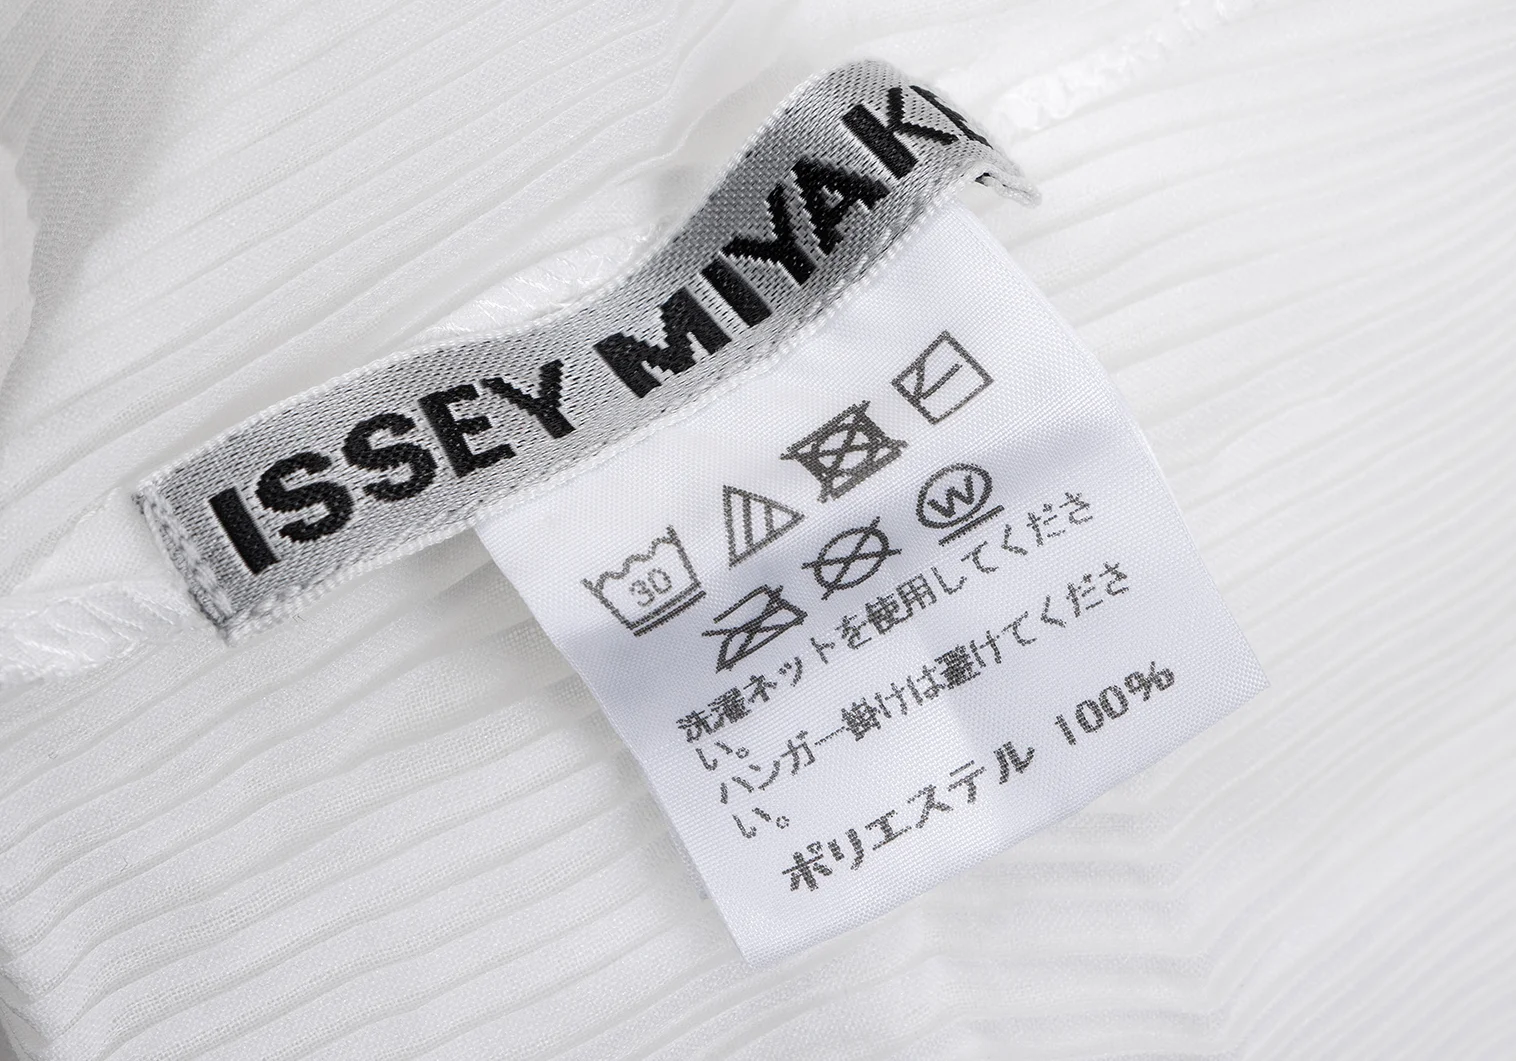 ISSEY MIYAKE
30
W
洗濯ネットを使用してくださ
い。
ハンガー掛けは避けてくださ
い。
ポリエステル 100%